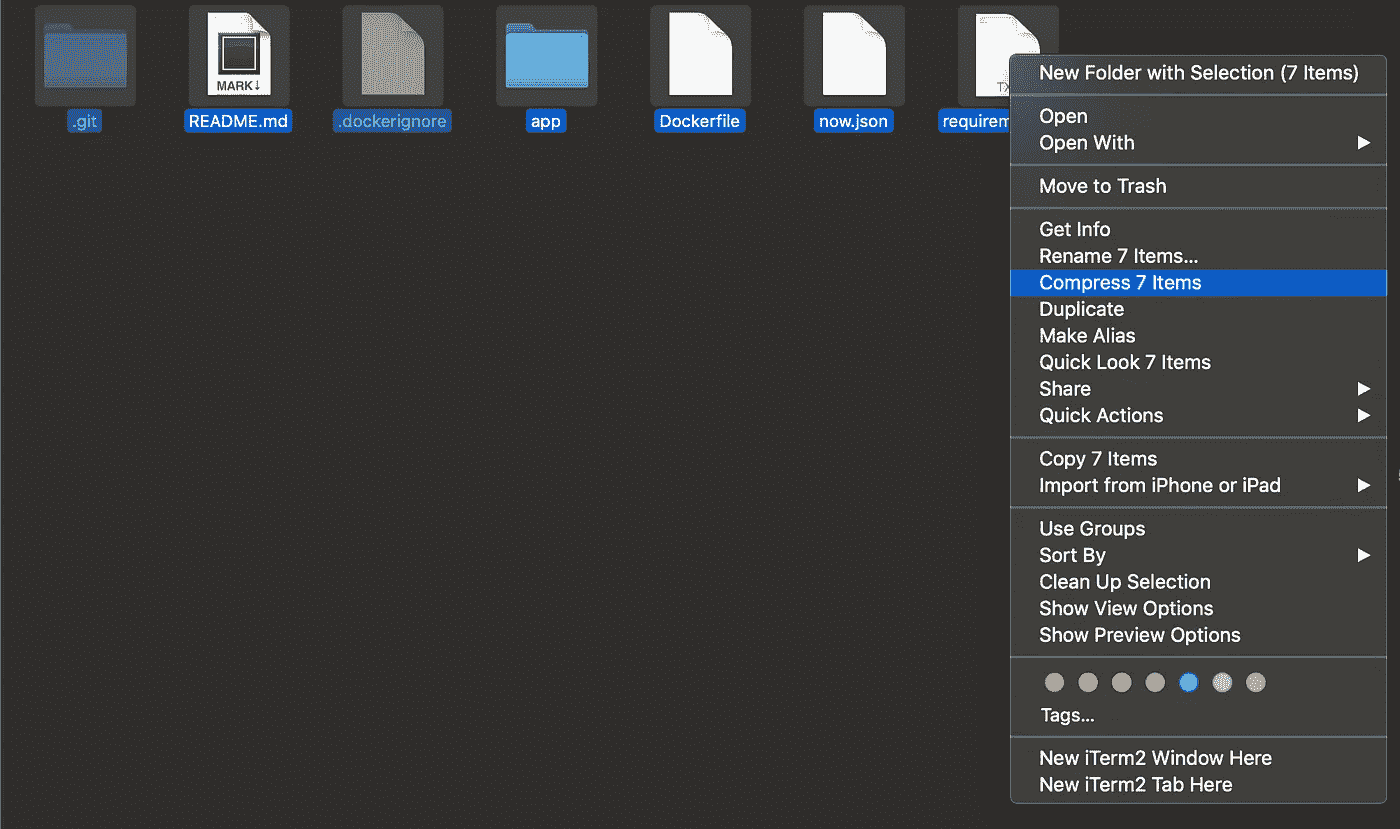 .git
README.md
.dockerignore
app
Dockerfile
now.json
requirem
MARK↓
TX
New Folder with Selection (7 Items)
Open
Open With
Move to Trash
Get Info
Rename 7 Items...
Compress 7 Items
Duplicate
Make Alias
Quick Look 7 Items
Share
Quick Actions
Copy 7 Items
Import from iPhone or iPad
Use Groups
Sort By
Clean Up Selection
Show View Options
Show Preview Options
Tags...
New iTerm2 Window Here
New iTerm2 Tab Here